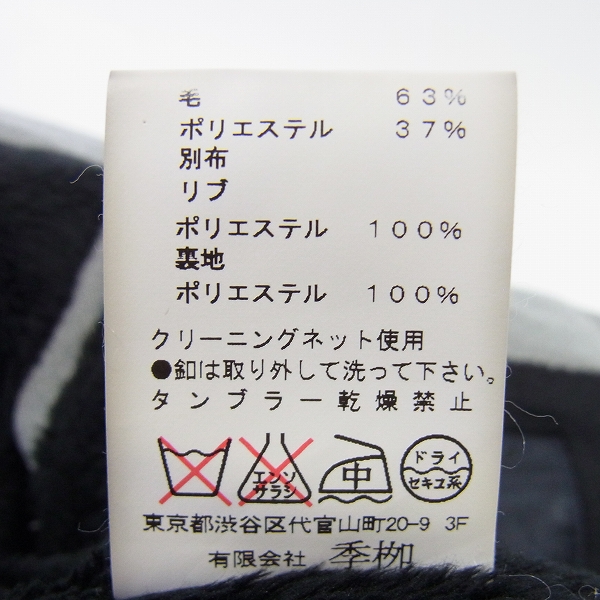 毛 63%
ポリエステル 37%
別布
リブ
ポリエステル 100%
裏地
ポリエステル 100%
クリーニングネット使用
●釦は取り外して洗って下さい。
タンブラー乾燥禁止
エンソ
サラシ
中
ドライ
セキユ系
東京都渋谷区代官山町20-9 3F
有限会社 季栁